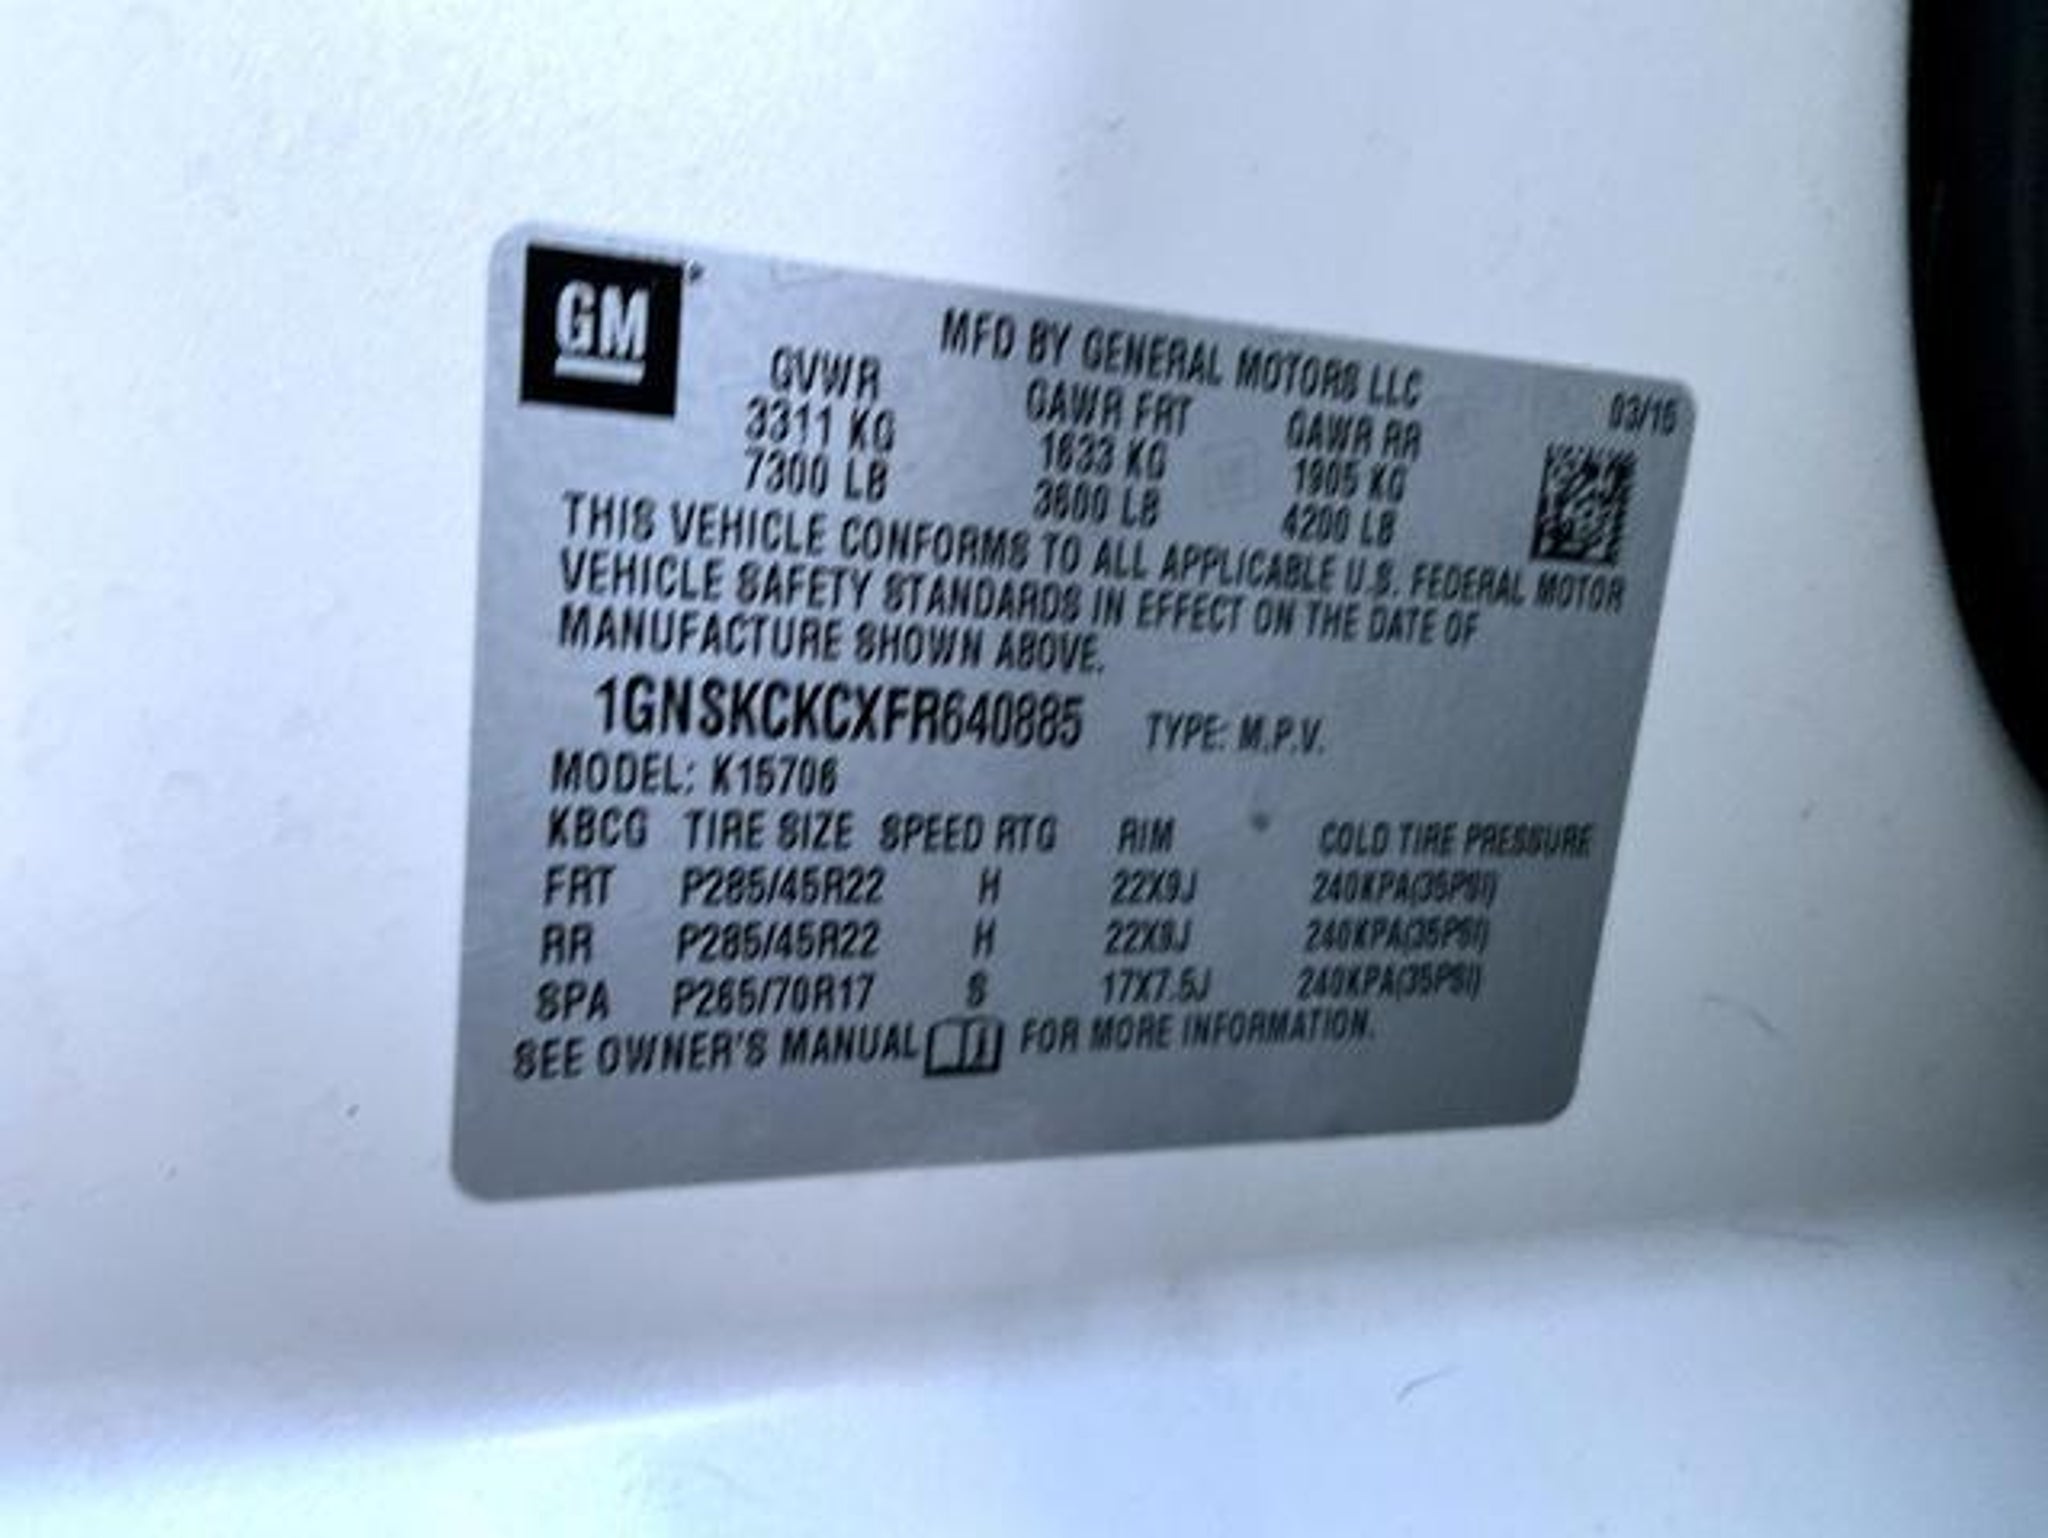 GM
MFD BY GENERAL MOTORS LLC
03/15
GVWR GAWR FRT GAWR RR
3311 KG 1633 KG 1905 KG
7300 LB 3600 LB 4200 LB
THIS VEHICLE CONFORMS TO ALL APPLICABLE U.S. FEDERAL MOTOR
VEHICLE SAFETY STANDARDS IN EFFECT ON THE DATE OF
MANUFACTURE SHOWN ABOVE.
1GNSKCKCXFR640885 TYPE: M.P.V.
MODEL: K15706
KBCG TIRE SIZE SPEED RTG RIM COLD TIRE PRESSURE
FRT P285/45R22 H 22X9J 240KPA(35PSI)
RR P285/45R22 H 22X9J 240KPA(35PSI)
SPA P265/70R17 S 17X7.5J 240KPA(35PSI)
SEE OWNER'S MANUAL FOR MORE INFORMATION.